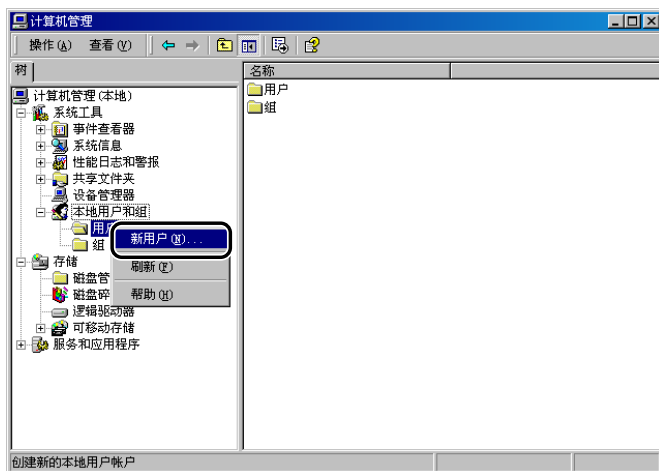 计算机管理
操作(A) 查看(V)
树
名称
计算机管理(本地)
系统工具
事件查看器
系统信息
性能日志和警报
共享文件夹
设备管理器
本地用户和组
用户
组
存储
磁盘管
磁盘碎
逻辑驱动器
可移动存储
服务和应用程序
新用户(N)...
刷新(F)
帮助(H)
用户
组
创建新的本地用户帐户